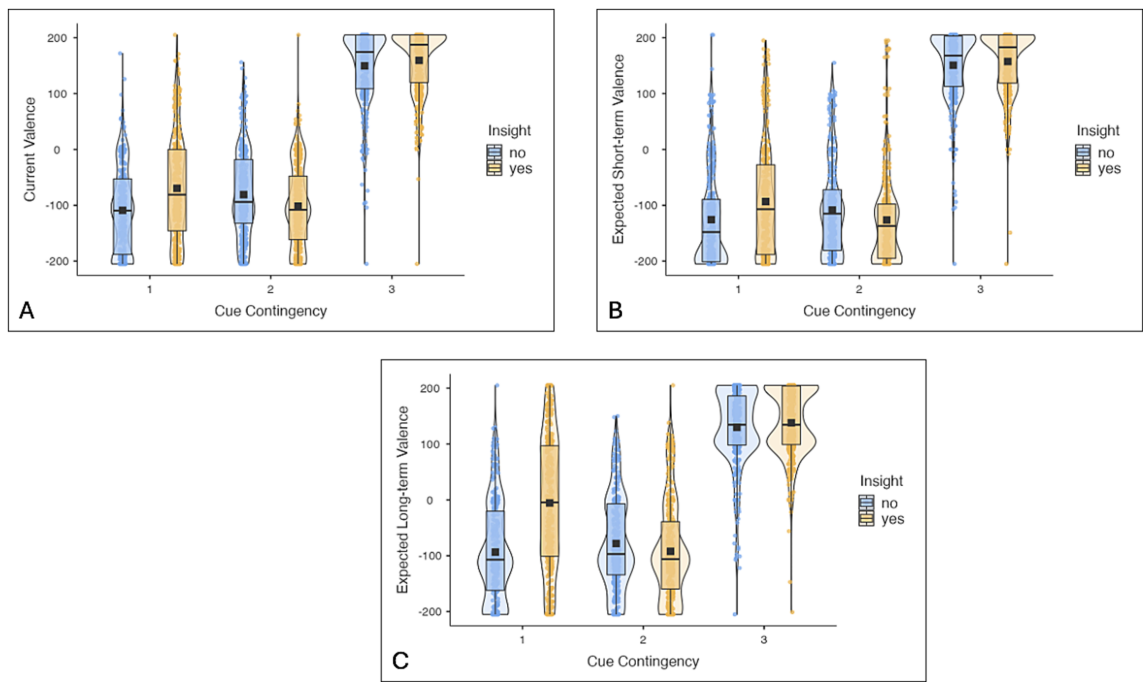 Current Valence
200
100
0
-100
-200
1
2
3
Cue Contingency
Insight
no
yes
A
Expected Short-term Valence
200
100
0
-100
-200
1
2
3
Cue Contingency
Insight
no
yes
B
Expected Long-term Valence
200
100
0
-100
-200
1
2
3
Cue Contingency
Insight
no
yes
C